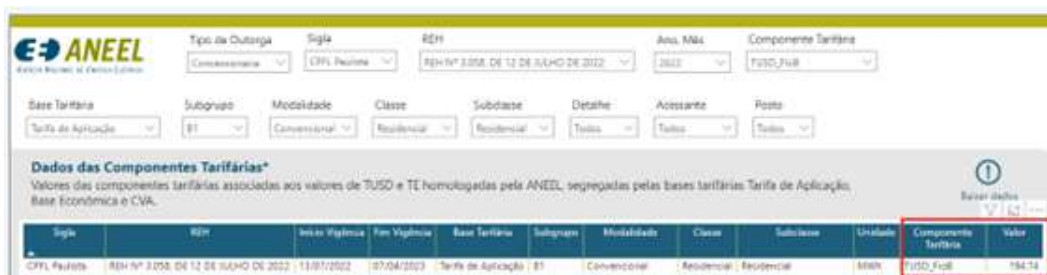 ANEEL
AGÊNCIA NACIONAL DE ENERGIA ELÉTRICA
Tipo da Outorga Sigla REH Ano, Mês Componente Tarifária
Concessionária CPFL Paulista REH Nº 3.058, DE 12 DE JULHO DE 2022 2022 TUSD_FioB
Base Tarifária Subgrupo Modalidade Classe Subclasse Detalhe Acessante Posto
Tarifa de Aplicação B1 Convencional Residencial Residencial Todos Todos Todos
Dados das Componentes Tarifárias*
Valores das componentes tarifárias associadas aos valores de TUSD e TE homologadas pela ANEEL, segregadas pelas bases tarifárias Tarifa de Aplicação,
Base Econômica e CVA.
Baixar dados
Sigla REH Início Vigência Fim Vigência Base Tarifária Subgrupo Modalidade Classe Subclasse Unidade Componente Tarifária Valor
CPFL Paulista REH Nº 3.058, DE 12 DE JULHO DE 2022 13/07/2022 07/04/2023 Tarifa de Aplicação B1 Convencional Residencial Residencial MWh TUSD_FioB 194,74